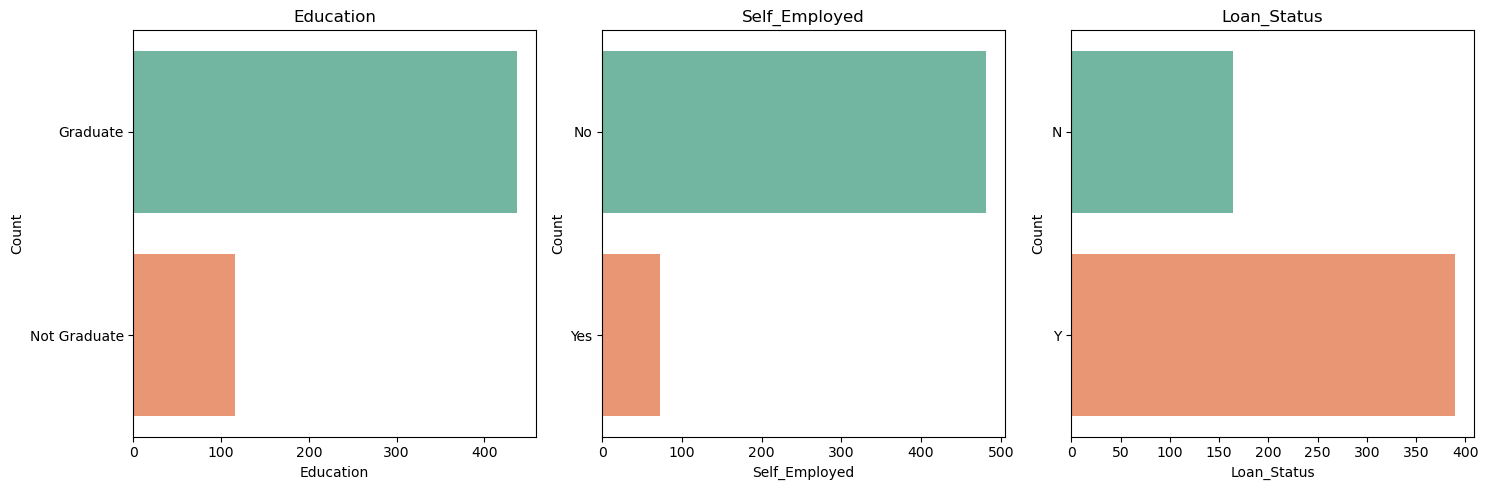 Education
Self_Employed
Loan_Status
Graduate
Not Graduate
Count
0 100 200 300 400
Education
No
Yes
Count
0 100 200 300 400 500
Self_Employed
N
Y
Count
0 50 100 150 200 250 300 350 400
Loan_Status